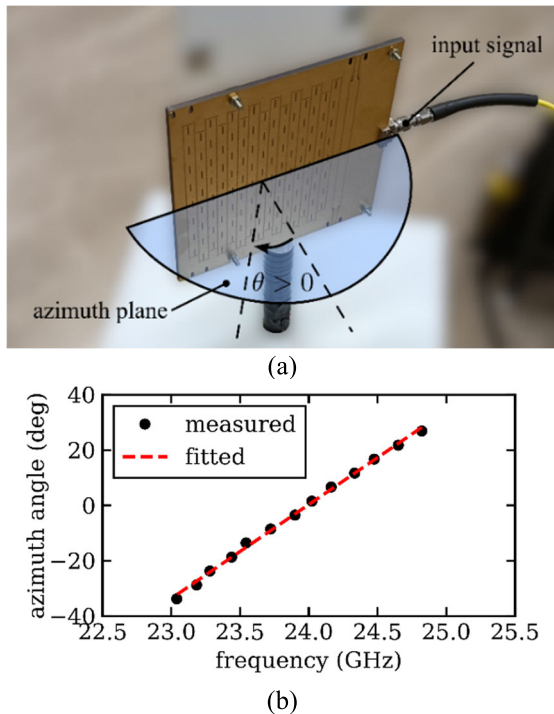 input signal
θ > 0
azimuth plane
(a)
40
20
0
−20
−40
azimuth angle (deg)
measured
fitted
22.5 23.0 23.5 24.0 24.5 25.0 25.5
frequency (GHz)
(b)